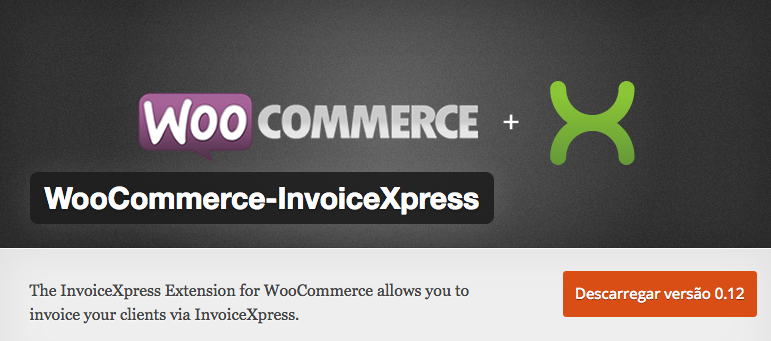 WOO COMMERCE +
WooCommerce-InvoiceXpress
The InvoiceXpress Extension for WooCommerce allows you to
invoice your clients via InvoiceXpress.
Descarregar versão 0.12